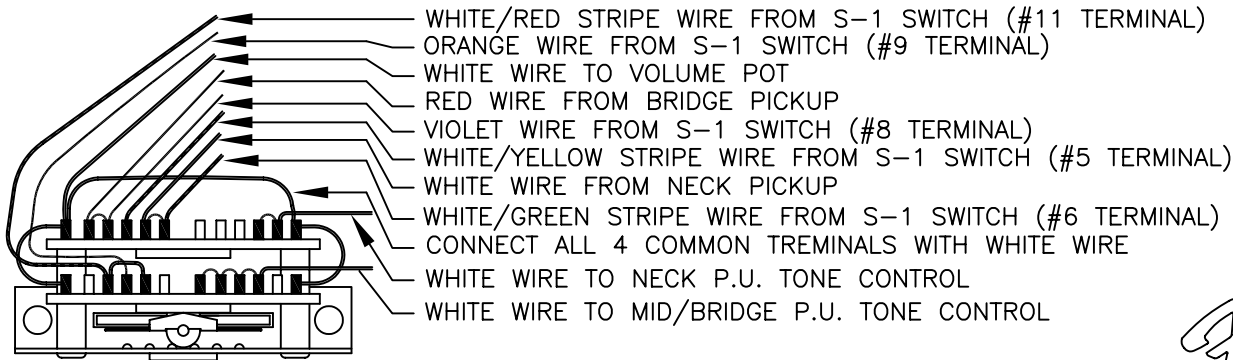 WHITE/RED STRIPE WIRE FROM S-1 SWITCH (#11 TERMINAL)
ORANGE WIRE FROM S-1 SWITCH (#9 TERMINAL)
WHITE WIRE TO VOLUME POT
RED WIRE FROM BRIDGE PICKUP
VIOLET WIRE FROM S-1 SWITCH (#8 TERMINAL)
WHITE/YELLOW STRIPE WIRE FROM S-1 SWITCH (#5 TERMINAL)
WHITE WIRE FROM NECK PICKUP
WHITE/GREEN STRIPE WIRE FROM S-1 SWITCH (#6 TERMINAL)
CONNECT ALL 4 COMMON TREMINALS WITH WHITE WIRE
WHITE WIRE TO NECK P.U. TONE CONTROL
WHITE WIRE TO MID/BRIDGE P.U. TONE CONTROL